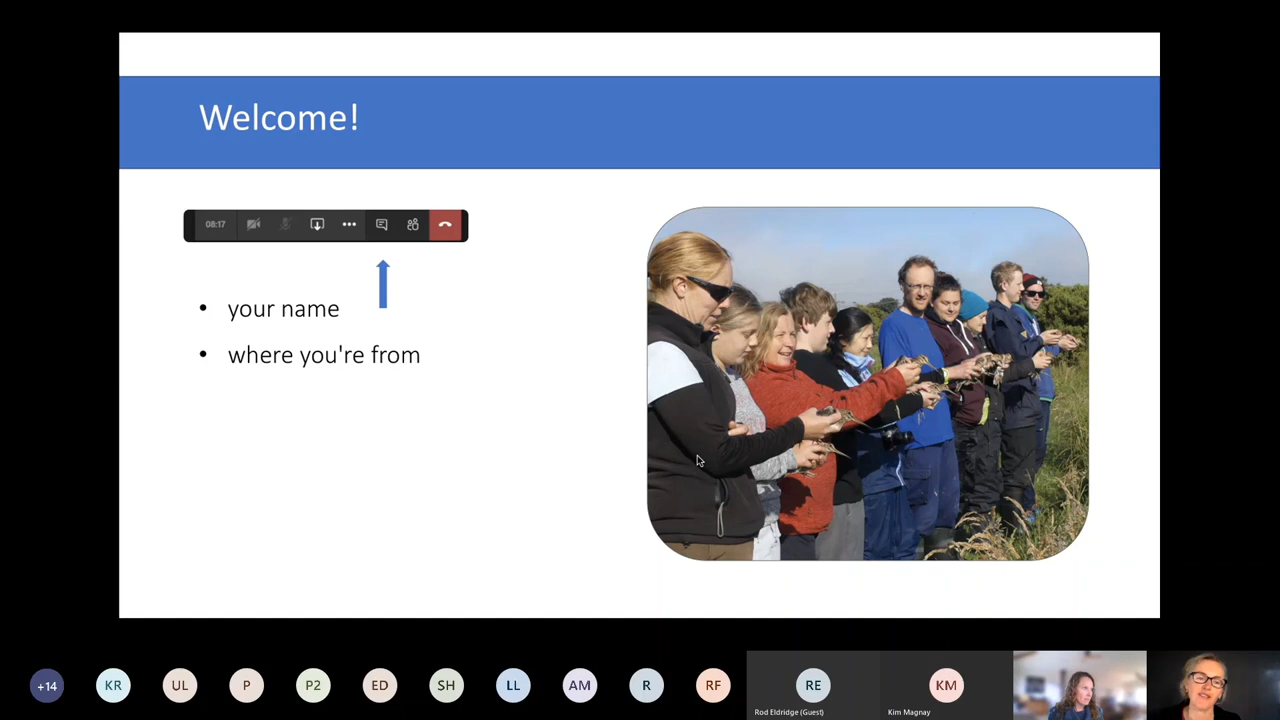 Welcome!
08:17
your name
where you're from
+14
KR
UL
P
P2
ED
SH
LL
AM
R
RF
RE
KM
Rod Eldridge (Guest)
Kim Magnay